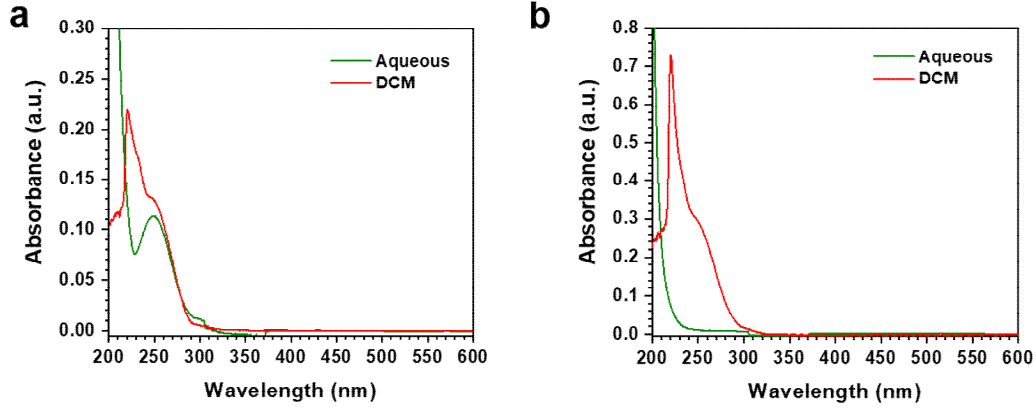 a
0.30
0.25
0.20
0.15
0.10
0.05
0.00
Absorbance (a.u.)
Aqueous
DCM
200 250 300 350 400 450 500 550 600
Wavelength (nm)
b
0.8
0.7
0.6
0.5
0.4
0.3
0.2
0.1
0.0
Absorbance (a.u.)
Aqueous
DCM
200 250 300 350 400 450 500 550 600
Wavelength (nm)